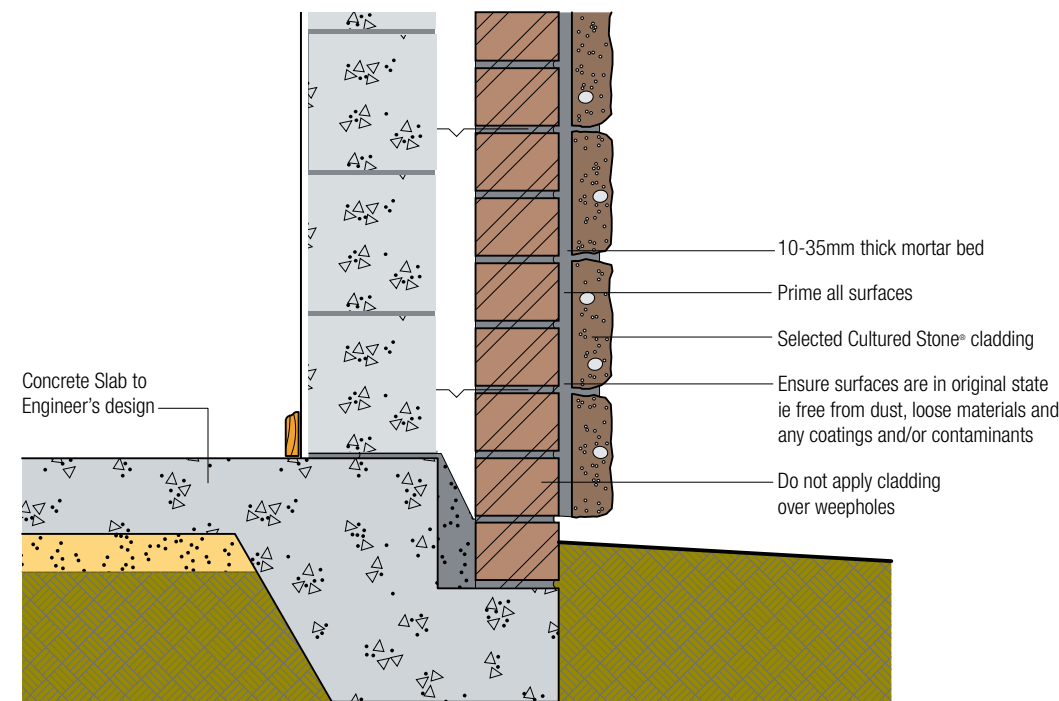 10-35mm thick mortar bed
Prime all surfaces
Selected Cultured Stone® cladding
Concrete Slab to
Engineer's design
Ensure surfaces are in original state
ie free from dust, loose materials and
any coatings and/or contaminants
Do not apply cladding
over weepholes